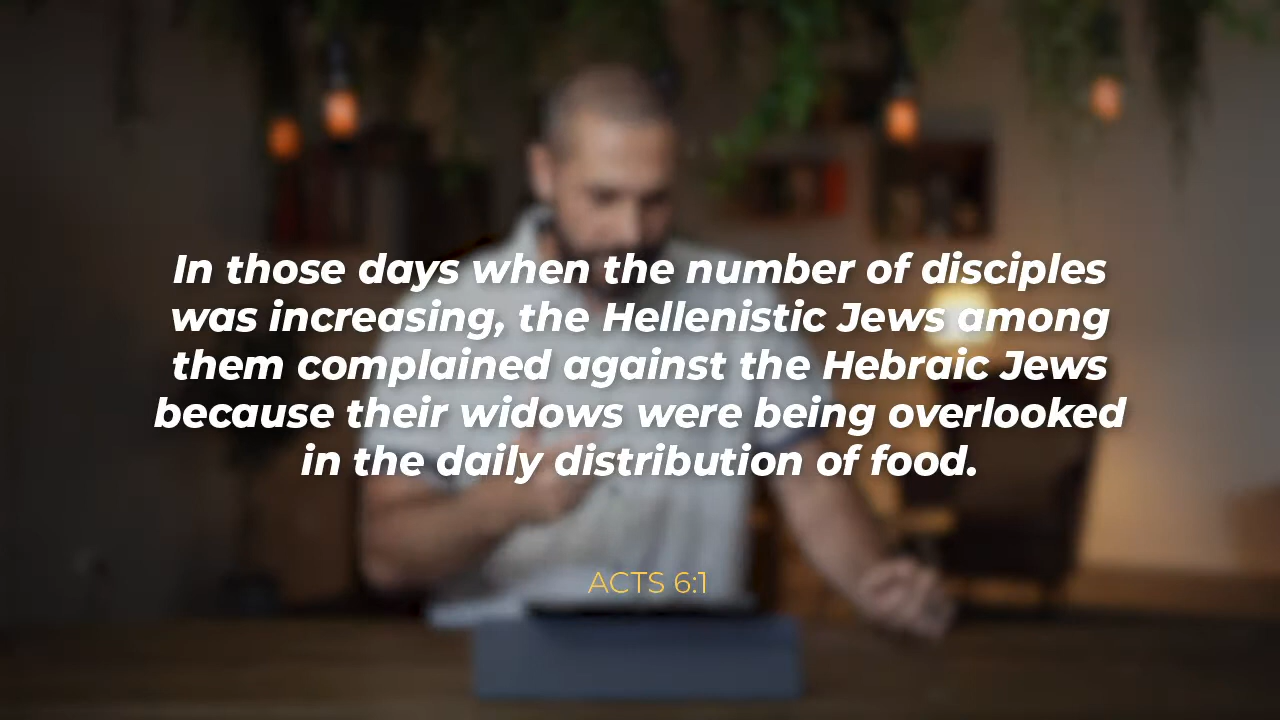 In those days when the number of disciples
was increasing, the Hellenistic Jews among
them complained against the Hebraic Jews
because their widows were being overlooked
in the daily distribution of food.
ACTS 6:1